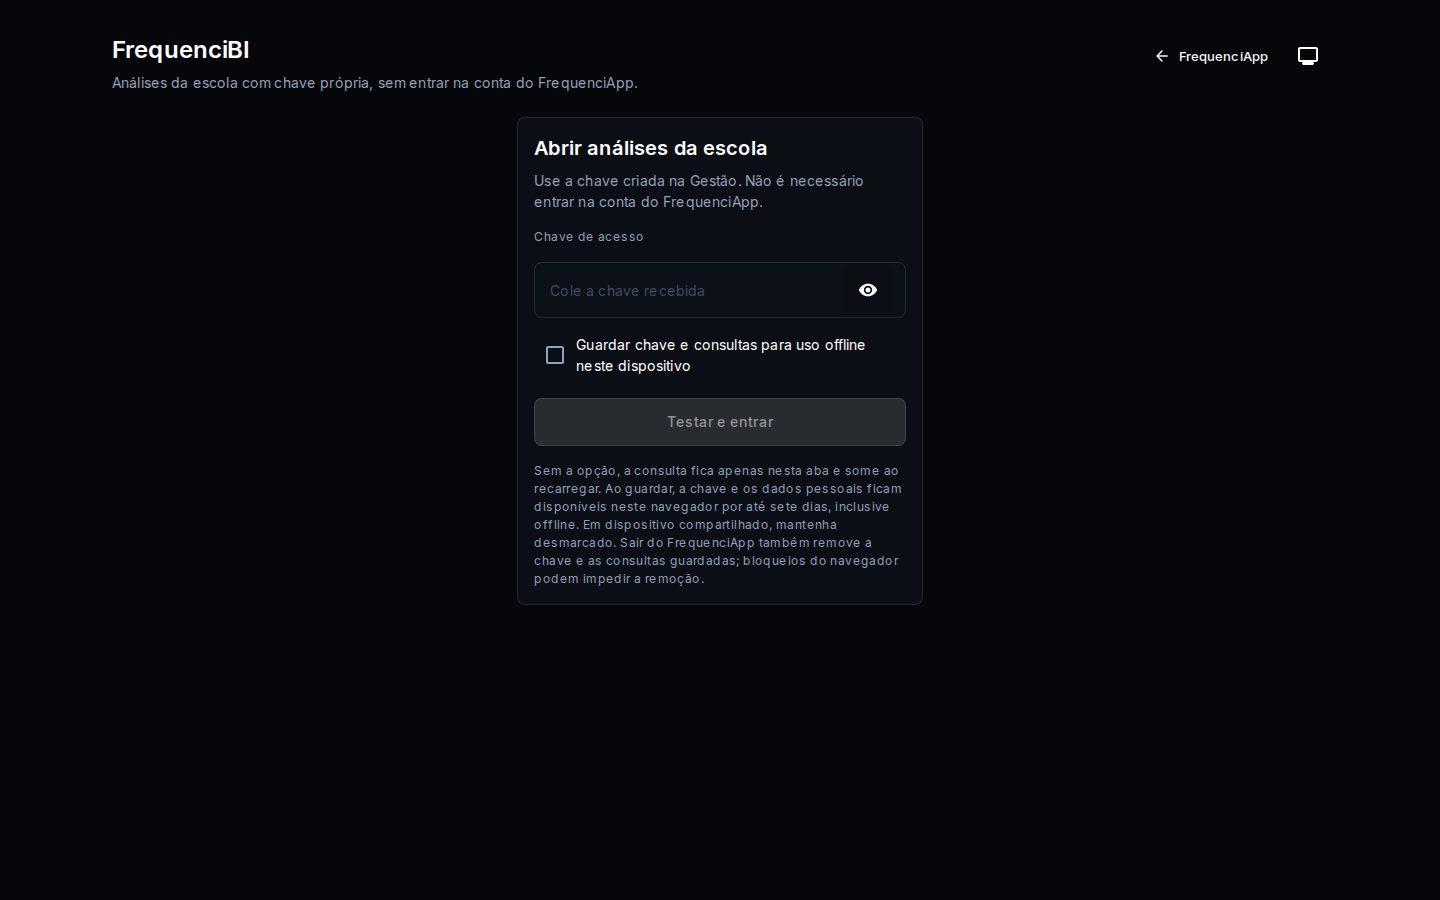 FrequenciBI
Análises da escola com chave própria, sem entrar na conta do FrequenciApp.
FrequenciApp
Abrir análises da escola
Use a chave criada na Gestão. Não é necessário
entrar na conta do FrequenciApp.
Chave de acesso
Cole a chave recebida
Guardar chave e consultas para uso offline
neste dispositivo
Testar e entrar
Sem a opção, a consulta fica apenas nesta aba e some ao
recarregar. Ao guardar, a chave e os dados pessoais ficam
disponíveis neste navegador por até sete dias, inclusive
offline. Em dispositivo compartilhado, mantenha
desmarcado. Sair do FrequenciApp também remove a
chave e as consultas guardadas; bloqueios do navegador
podem impedir a remoção.